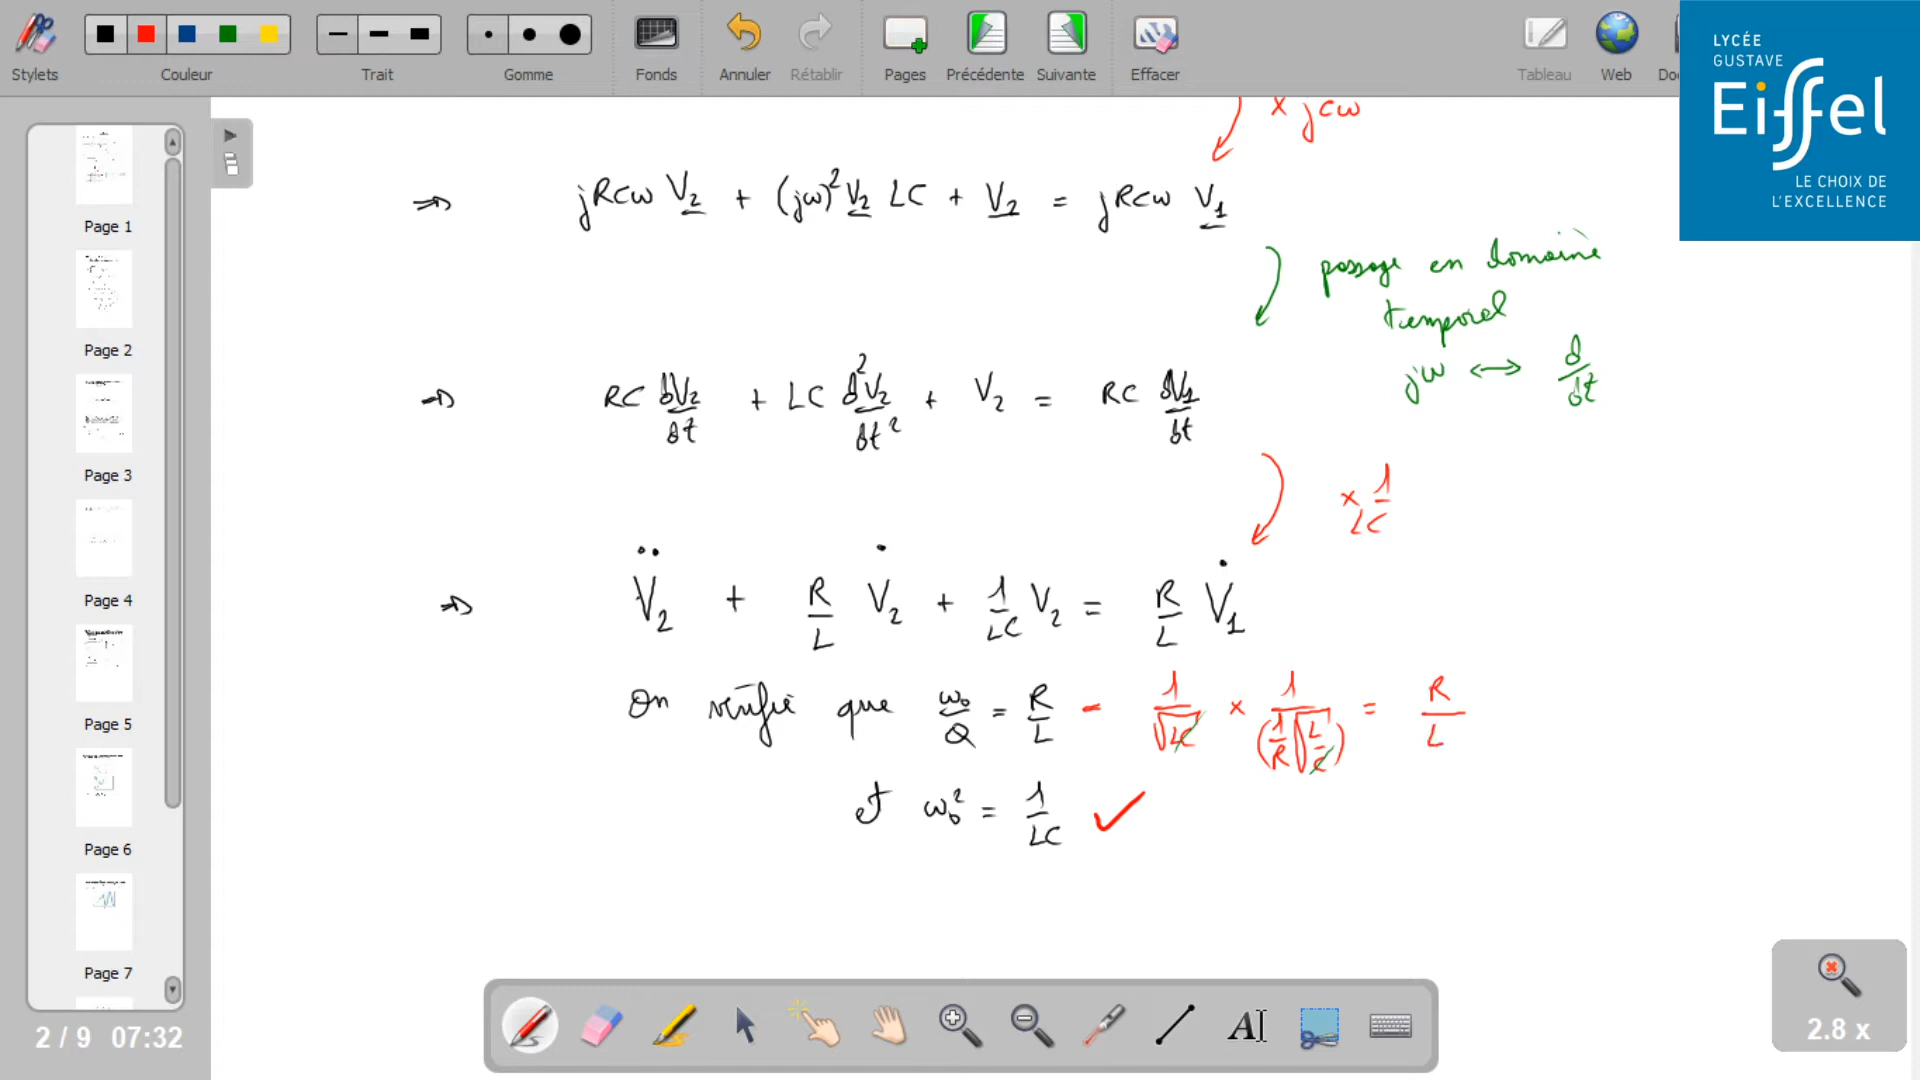 Stylets
Couleur
Trait
Gomme
Fonds
Annuler
Rétablir
Pages
Précédente
Suivante
Effacer
Tableau
Web
LYCÉE
GUSTAVE
Eiffel
LE CHOIX DE
L'EXCELLENCE
× jcω
⇒ jRCω V₂ + (jω)² V₂ LC + V₂ = jRCω V₁
passage en domaine
temporel
jω ⟷ d/dt
⇒ RC dV₂/dt + LC d²V₂/dt² + V₂ = RC dV₁/dt
× 1/LC
⇒ V̈₂ + R/L V̇₂ + 1/LC V₂ = R/L V̇₁
On vérifie que ω₀/Q = R/L = 1/√LC × 1/(1/R √L/C) = R/L
et ω₀² = 1/LC ✓
Page 1
Page 2
Page 3
Page 4
Page 5
Page 6
Page 7
2 / 9 07:32
2.8 x